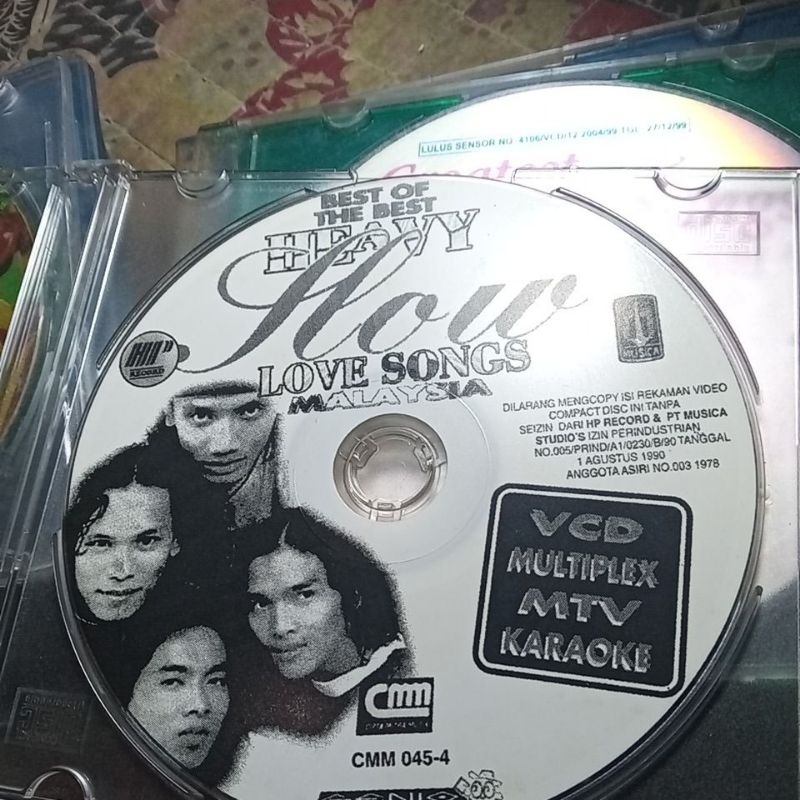 LULUS SENSOR NO. 4166/VCD/12.2004/99 TGL. 27/12/99
Greatest
BEST OF
THE BEST
HEAVY
Slow
LOVE SONGS
MALAYSIA
HP
RECORD
MUSICA
DILARANG MENGCOPY ISI REKAMAN VIDEO
COMPACT DISC INI TANPA
SEIZIN DARI HP RECORD & PT MUSICA
STUDIO'S IZIN PERINDUSTRIAN
NO.005/PRIND/A1/0230/B/90 TANGGAL
1 AGUSTUS 1990
ANGGOTA ASIRI NO.003 1978
VCD
MULTIPLEX
MTV
KARAOKE
cmm
CMM 045-4